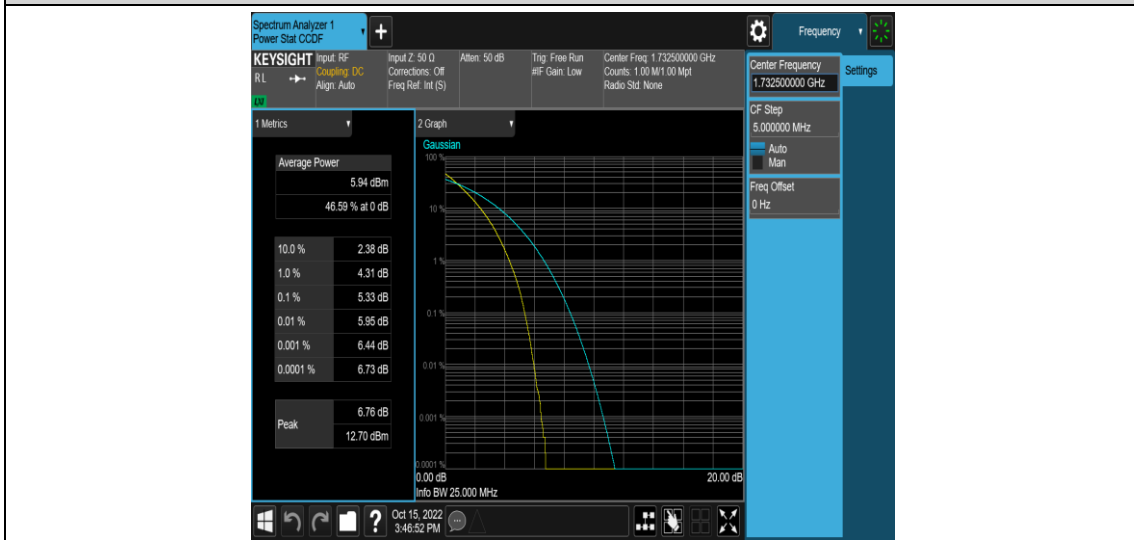 Spectrum Analyzer 1
Power Stat CCDF
Frequency
KEYSIGHT
RL
Input: RF
Coupling: DC
Align: Auto
Input Z: 50 Ω
Corrections: Off
Freq Ref: Int (S)
Atten: 50 dB
Trig: Free Run
#IF Gain: Low
Center Freq: 1.732500000 GHz
Counts: 1.00 M/1.00 Mpt
Radio Std: None
Center Frequency
1.732500000 GHz
Settings
CF Step
5.000000 MHz
Auto
Man
Freq Offset
0 Hz
1 Metrics
Average Power
5.94 dBm
46.59 % at 0 dB
10.0 % 2.38 dB
1.0 % 4.31 dB
0.1 % 5.33 dB
0.01 % 5.95 dB
0.001 % 6.44 dB
0.0001 % 6.73 dB
Peak
6.76 dB
12.70 dBm
2 Graph
Gaussian
100 %
10 %
1 %
0.1 %
0.01 %
0.001 %
0.0001 %
0.00 dB
20.00 dB
Info BW 25.000 MHz
?
Oct 15, 2022
3:46:52 PM